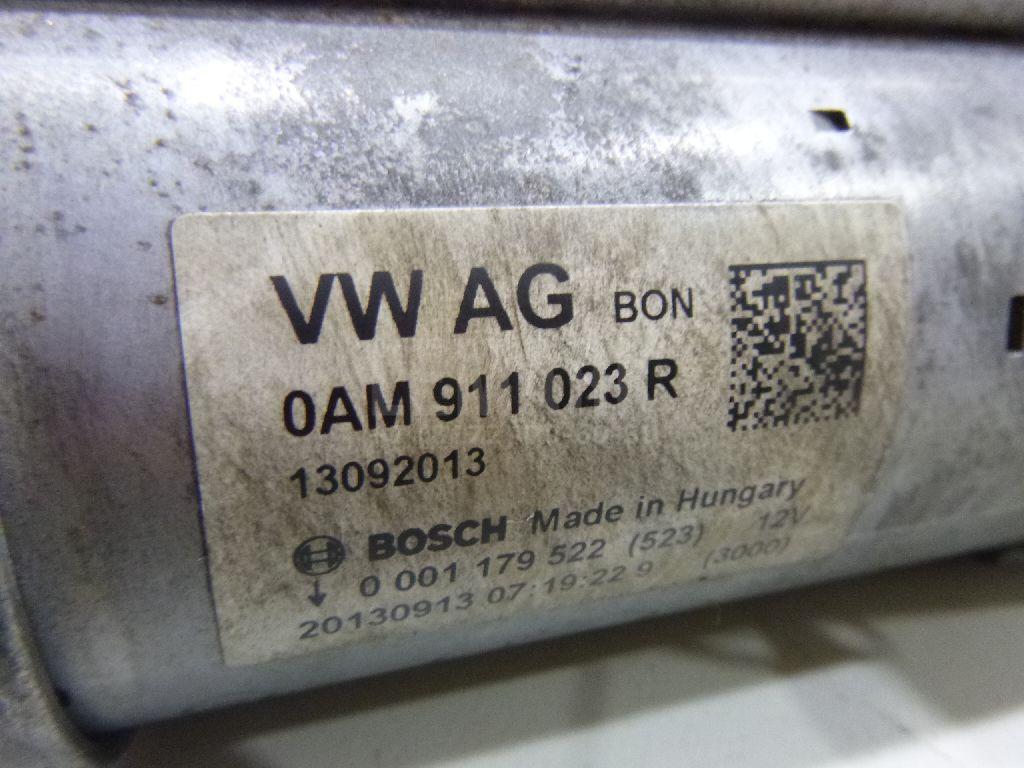 VW AG BON
0AM 911 023 R
13092013
BOSCH Made in Hungary
0 001 179 522 (523) 12V
20130913 07:19:22 9 (3000)